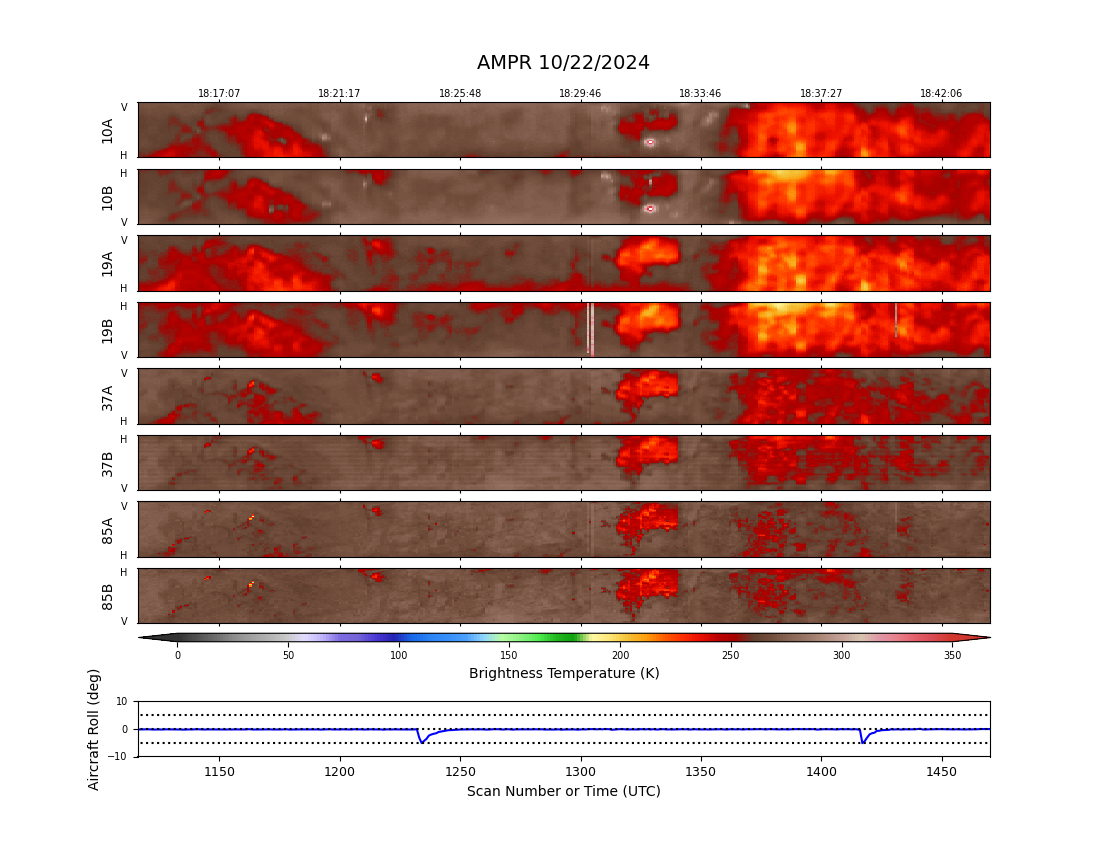 AMPR 10/22/2024
18:17:07 18:21:17 18:25:48 18:29:46 18:33:46 18:37:27 18:42:06
V
10A
H
H
10B
V
V
19A
H
H
19B
V
V
37A
H
H
37B
V
V
85A
H
H
85B
V
0 50 100 150 200 250 300 350
Brightness Temperature (K)
Aircraft Roll (deg)
10
0
−10
1150 1200 1250 1300 1350 1400 1450
Scan Number or Time (UTC)